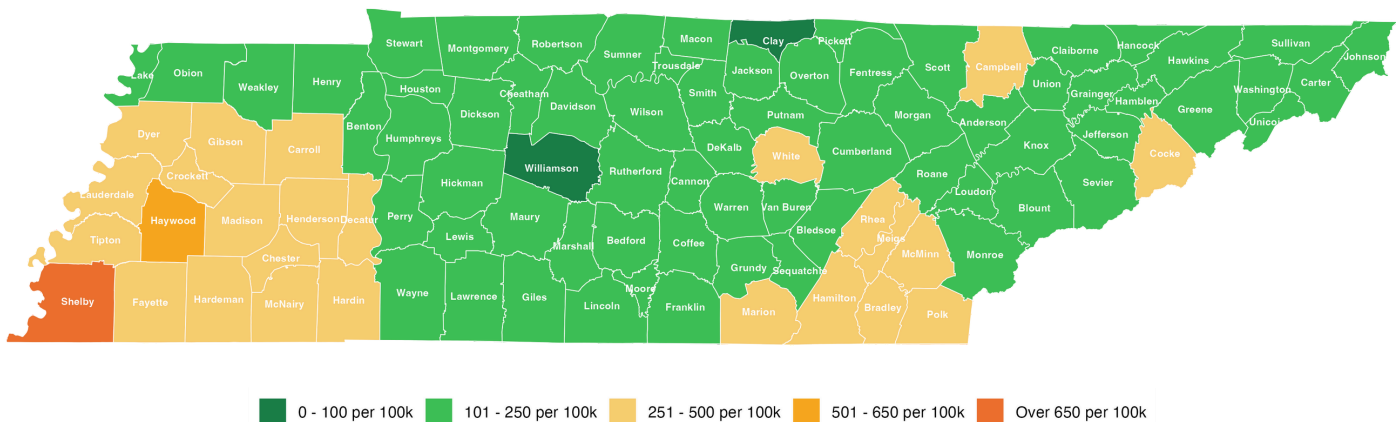 Stewart
Montgomery
Robertson
Sumner
Macon
Trousdale
Clay
Pickett
Jackson
Overton
Fentress
Scott
Campbell
Claiborne
Hancock
Hawkins
Sullivan
Johnson
Carter
Washington
Unicoi
Greene
Hamblen
Grainger
Union
Lake
Obion
Weakley
Henry
Houston
Cheatham
Davidson
Dickson
Wilson
Smith
Putnam
Morgan
Anderson
Knox
Jefferson
Cocke
Sevier
Dyer
Gibson
Carroll
Benton
Humphreys
Williamson
Rutherford
DeKalb
White
Cumberland
Roane
Loudon
Blount
Crockett
Lauderdale
Haywood
Madison
Henderson
Decatur
Perry
Hickman
Lewis
Maury
Marshall
Bedford
Cannon
Coffee
Warren
Van Buren
Bledsoe
Rhea
Meigs
McMinn
Monroe
Tipton
Chester
Grundy
Sequatchie
Shelby
Fayette
Hardeman
McNairy
Hardin
Wayne
Lawrence
Giles
Lincoln
Moore
Franklin
Marion
Hamilton
Bradley
Polk
0 - 100 per 100k
101 - 250 per 100k
251 - 500 per 100k
501 - 650 per 100k
Over 650 per 100k